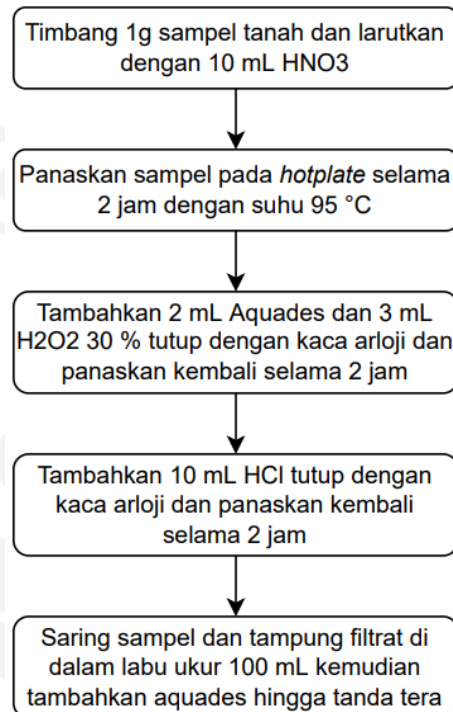 Timbang 1g sampel tanah dan larutkan
dengan 10 mL HNO3
Panaskan sampel pada hotplate selama
2 jam dengan suhu 95 °C
Tambahkan 2 mL Aquades dan 3 mL
H2O2 30 % tutup dengan kaca arloji dan
panaskan kembali selama 2 jam
Tambahkan 10 mL HCl tutup dengan
kaca arloji dan panaskan kembali
selama 2 jam
Saring sampel dan tampung filtrat di
dalam labu ukur 100 mL kemudian
tambahkan aquades hingga tanda tera